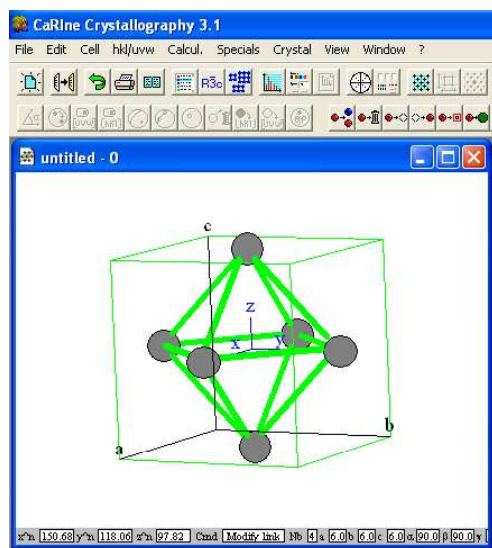 CaRIne Crystallography 3.1
File Edit Cell hkl/uvw Calcul. Specials Crystal View Window ?
R3c
untitled - 0
c
z
x y
a
b
x^n 150.68 y^n 118.06 z^n 97.82 Cmd Modify link Nb 4 a 6.0 b 6.0 c 6.0 α 90.0 β 90.0 γ